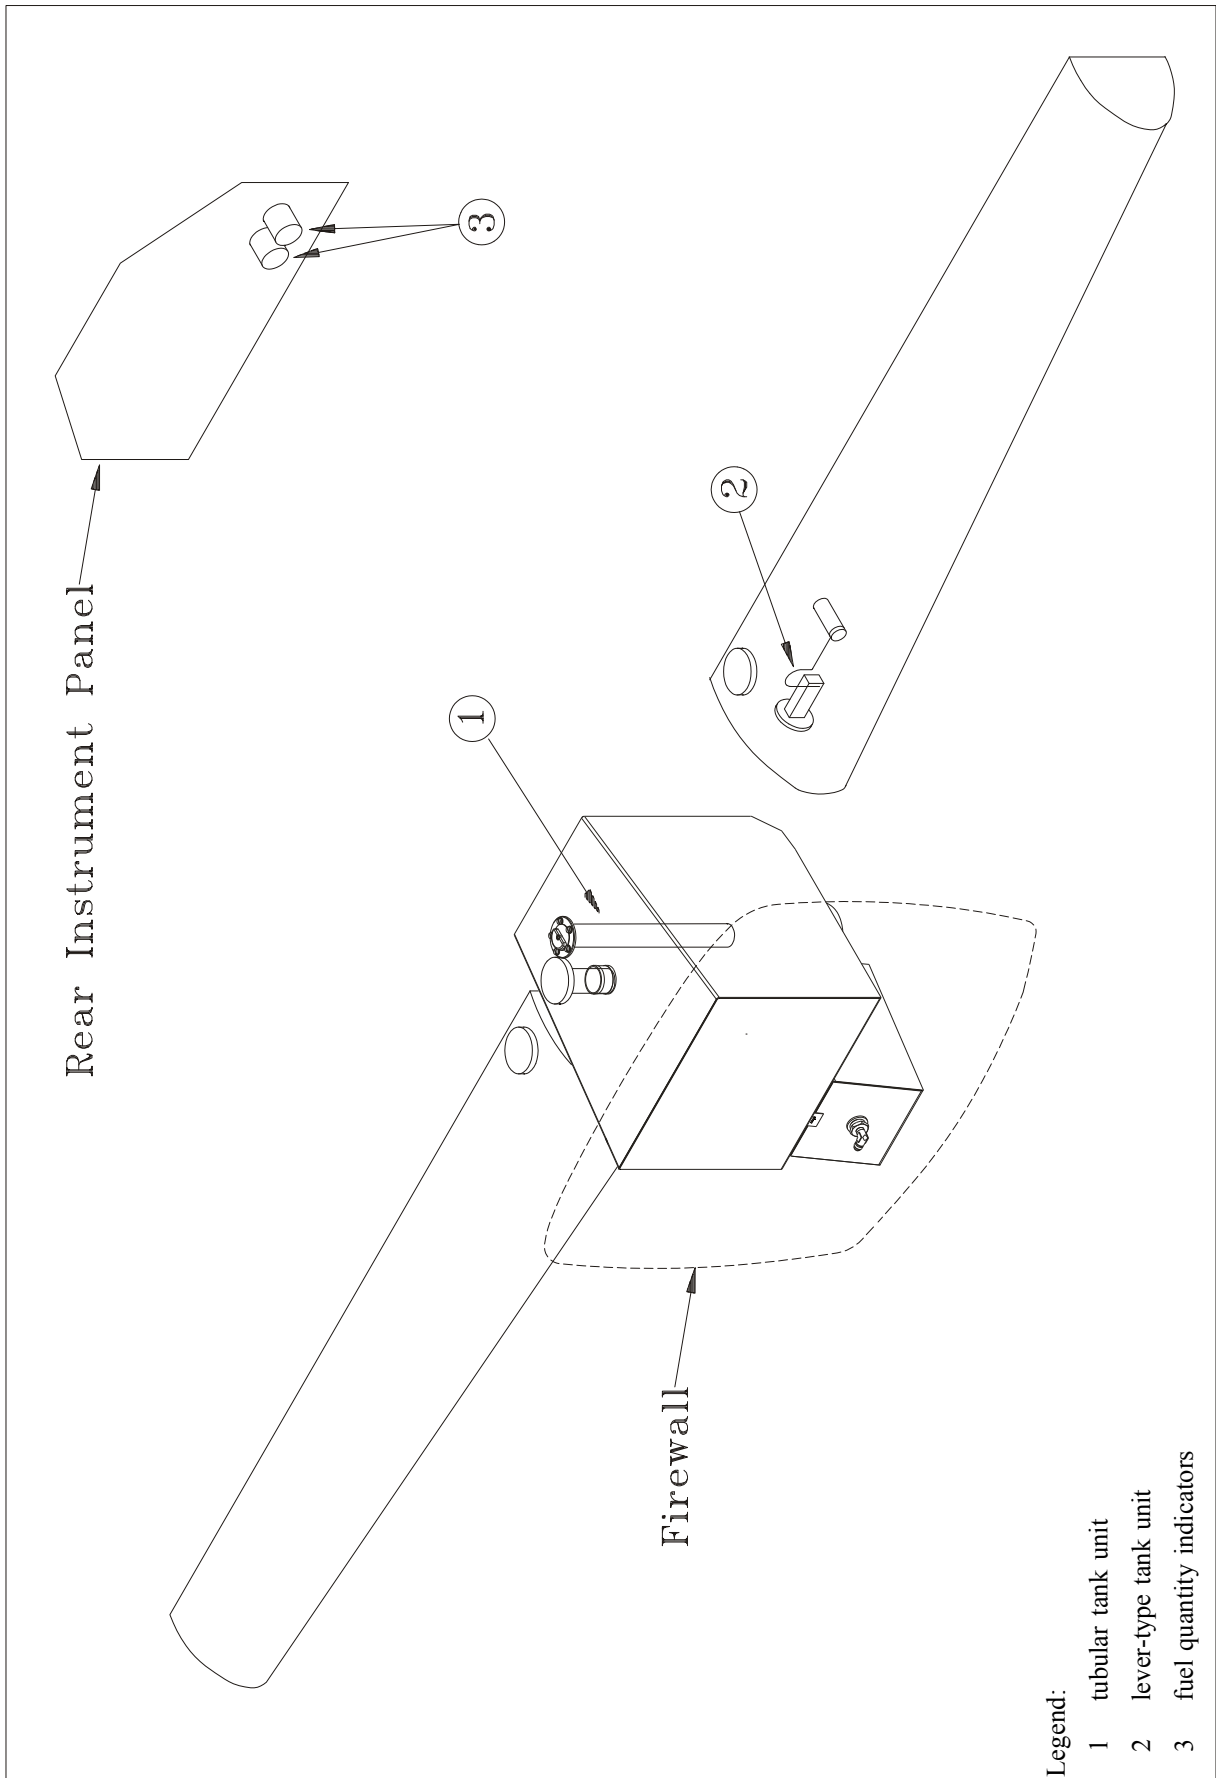 Rear Instrument Panel
3
2
1
Firewall
Legend:
1 tubular tank unit
2 lever-type tank unit
3 fuel quantity indicators